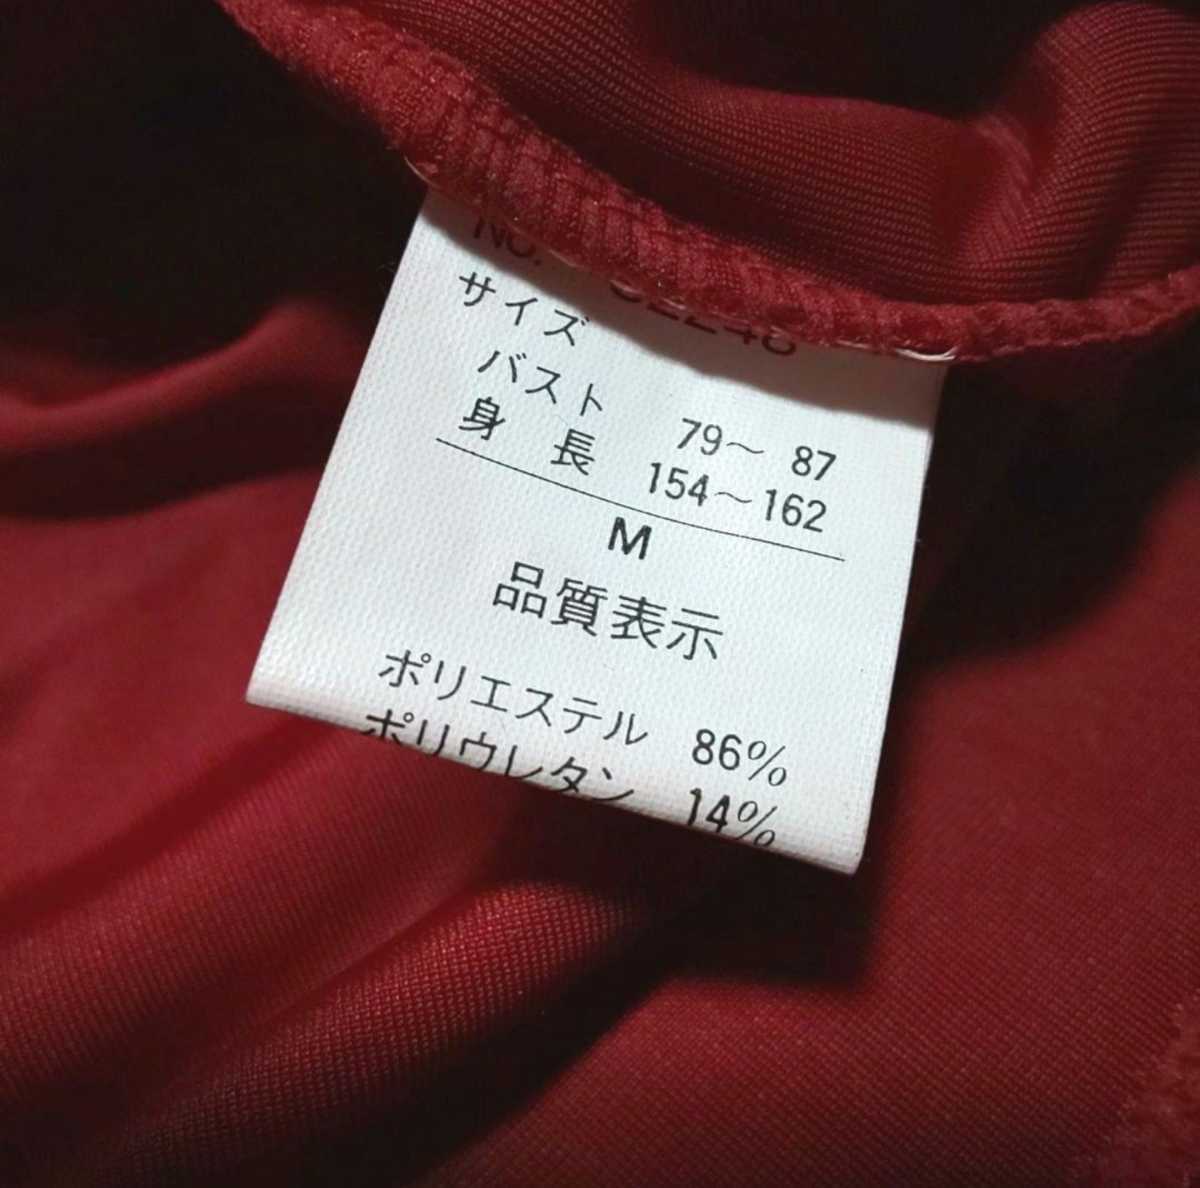 No.
サイズ
バスト 79～ 87
身 長 154～162
M
品質表示
ポリエステル 86%
ポリウレタン 14%